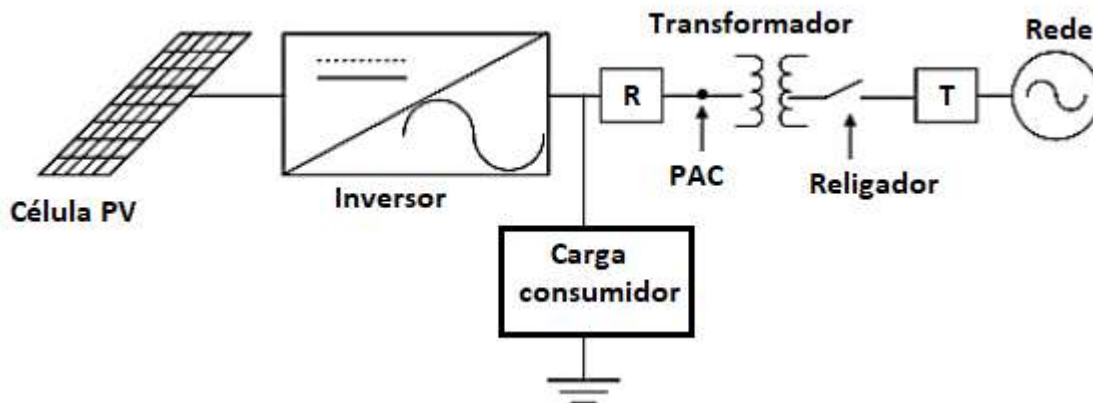 Transformador
Rede
R
T
PAC
Religador
Célula PV
Inversor
Carga
consumidor